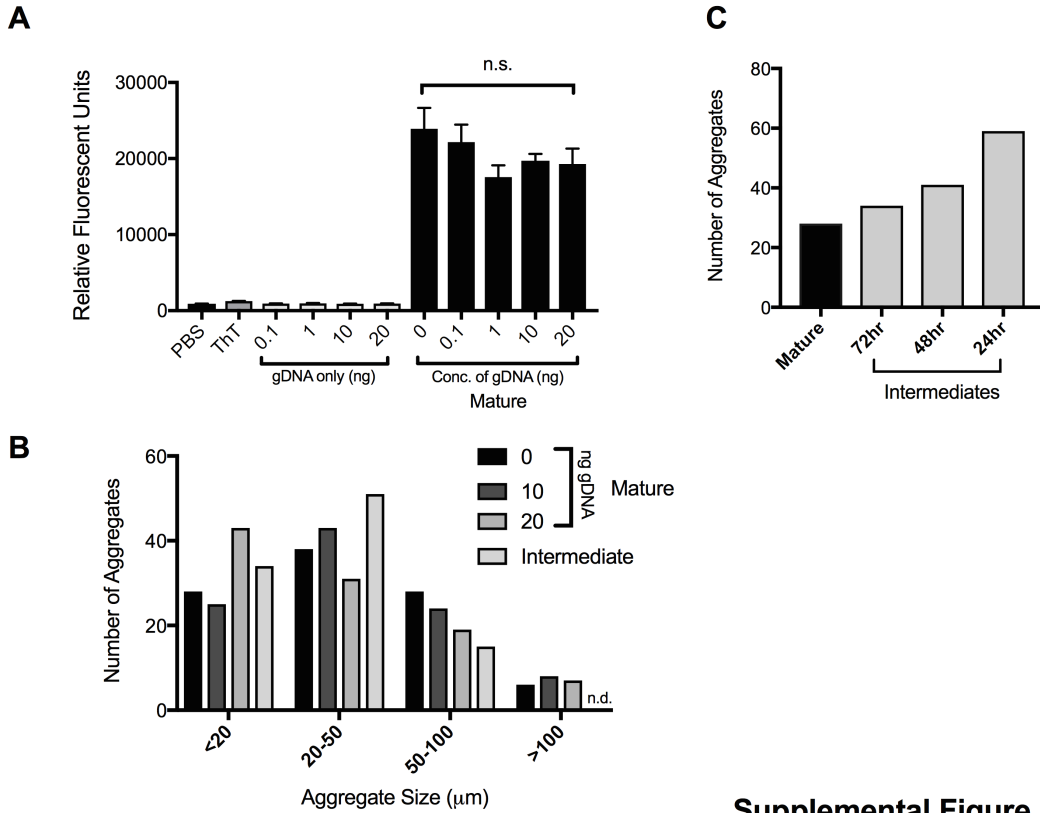 A
Relative Fluorescent Units
30000
20000
10000
0
n.s.
PBS
ThT
0.1
1
10
20
0
0.1
1
10
20
gDNA only (ng)
Conc. of gDNA (ng)
Mature
C
Number of Aggregates
80
60
40
20
0
Mature
72hr
48hr
24hr
Intermediates
B
Number of Aggregates
60
40
20
0
0
10
20
ng gDNA
Mature
Intermediate
n.d.
<20
20-50
50-100
>100
Aggregate Size (μm)
Supplemental Figure